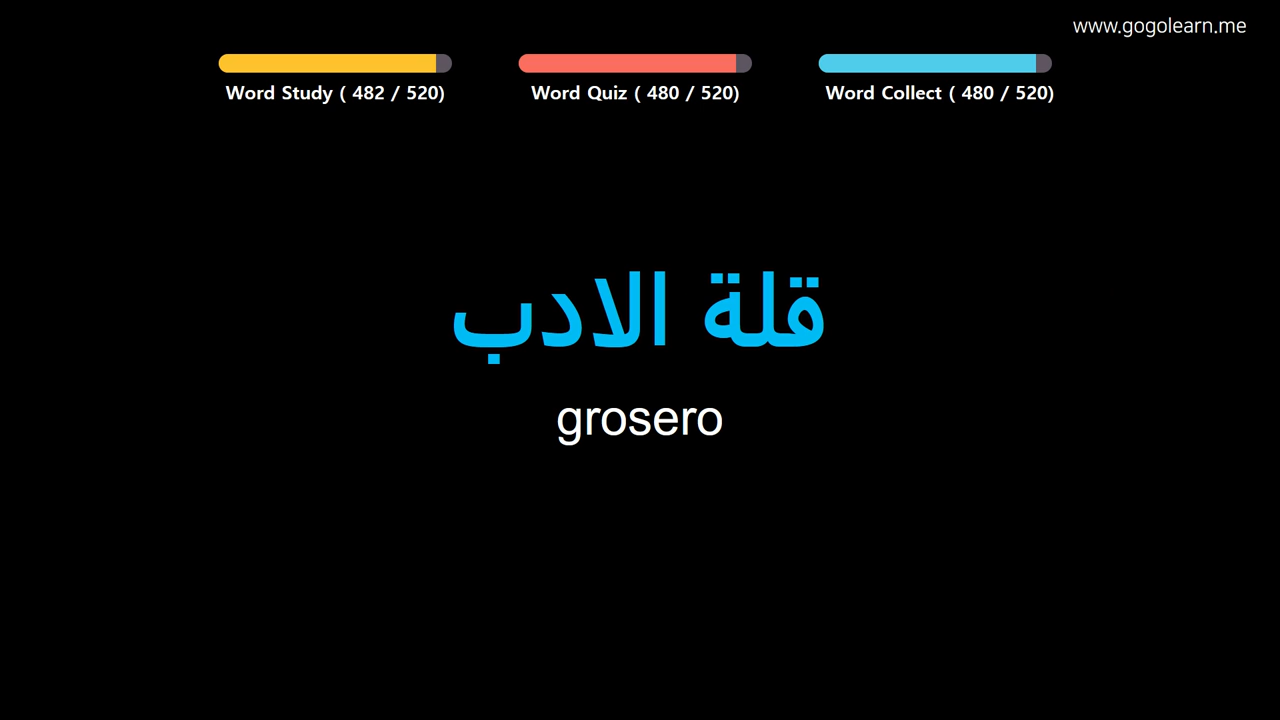 www.gogolearn.me
Word Study ( 482 / 520)
Word Quiz ( 480 / 520)
Word Collect ( 480 / 520)
قلة الادب
grosero